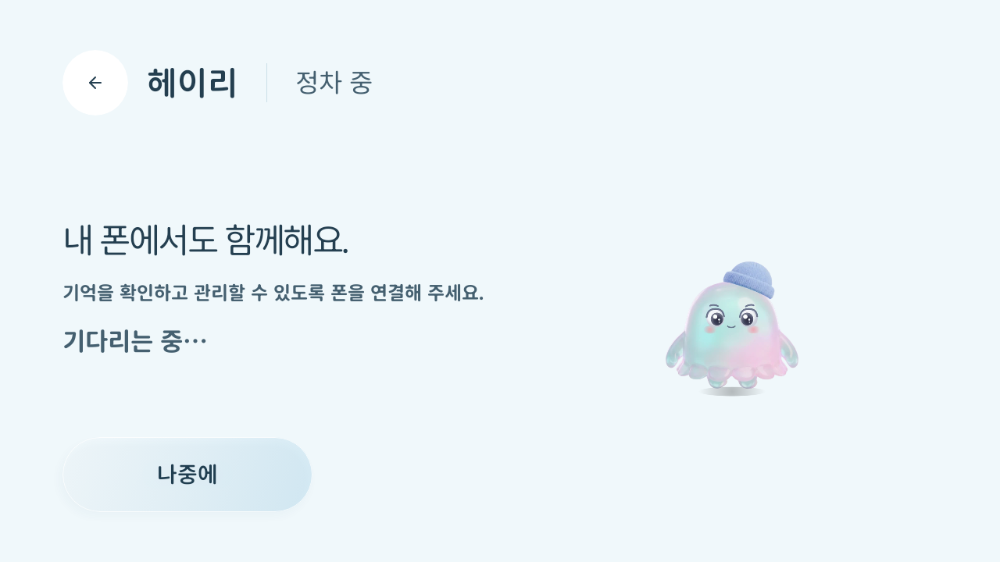 헤이리
정차 중
내 폰에서도 함께해요.
기억을 확인하고 관리할 수 있도록 폰을 연결해 주세요.
기다리는 중···
나중에